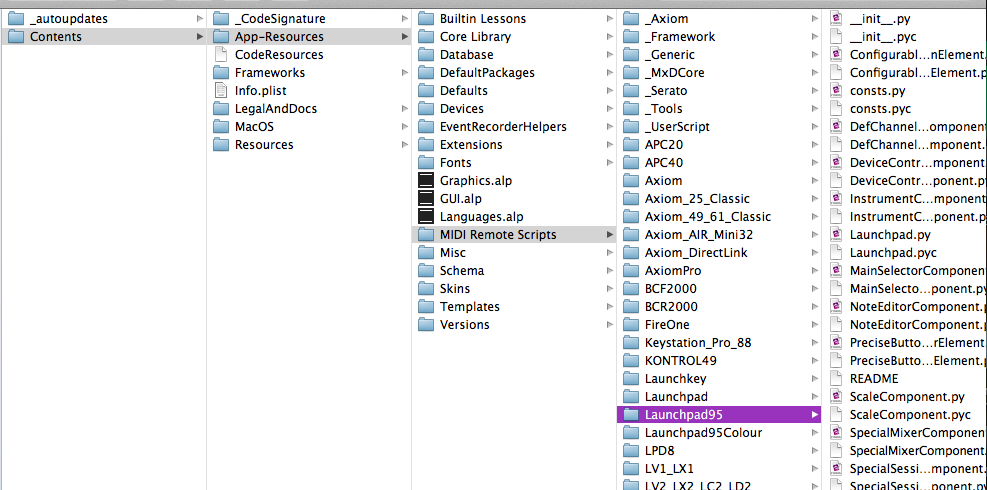 _autoupdates
Contents
_CodeSignature
App-Resources
CodeResources
Frameworks
Info.plist
LegalAndDocs
MacOS
Resources
Builtin Lessons
Core Library
Database
DefaultPackages
Defaults
Devices
EventRecorderHelpers
Extensions
Fonts
Graphics.alp
GUI.alp
Languages.alp
MIDI Remote Scripts
Misc
Schema
Skins
Templates
Versions
_Axiom
_Framework
_Generic
_MxDCore
_Serato
_Tools
_UserScript
APC20
APC40
Axiom
Axiom_25_Classic
Axiom_49_61_Classic
Axiom_AIR_Mini32
Axiom_DirectLink
AxiomPro
BCF2000
BCR2000
FireOne
Keystation_Pro_88
KONTROL49
Launchkey
Launchpad
Launchpad95
Launchpad95Colour
LPD8
LV1_LX1
LV2_LX2_LC2_LD2
__init__.py
__init__.pyc
Configurabl...nElement.
Configurabl...Element.p
consts.py
consts.pyc
DefChannel...omponent
DefChannel...mponent.
DeviceContr...mponent.
DeviceContr...ponent.p
InstrumentC...mponent.
InstrumentC...ponent.p
Launchpad.py
Launchpad.pyc
MainSelectorComponent
MainSelecto...ponent.py
NoteEditorComponent.p
NoteEditorComponent.p
PreciseButto...rElement.
PreciseButto...Element.p
README
ScaleComponent.py
ScaleComponent.pyc
SpecialMixerCompone
SpecialMixerComponent.
SpecialSessi...mponent.
SpecialSessi...ponent.p